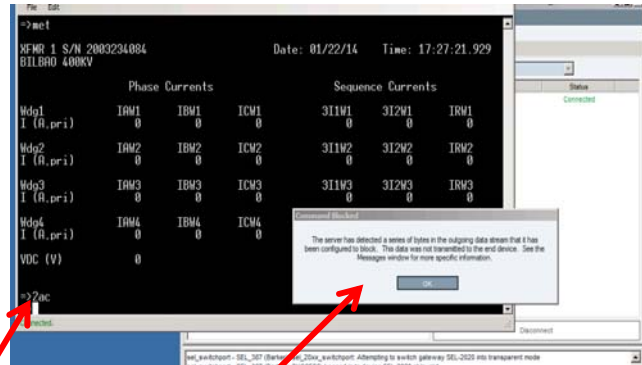 File Edit
=>met
XFMR 1 S/N 2003234084 Date: 01/22/14 Time: 17:27:21.929
BILBAO 400KV
Phase Currents Sequence Currents
Wdg1 IAW1 IBW1 ICW1 3I1W1 3I2W1 IRW1
I (A,pri) 0 0 0 0 0 0
Wdg2 IAW2 IBW2 ICW2 3I1W2 3I2W2 IRW2
I (A,pri) 0 0 0 0 0 0
Wdg3 IAW3 IBW3 ICW3 3I1W3 3I2W3 IRW3
I (A,pri) 0 0 0 0 0 0
Wdg4 IAW4 IBW4 ICW4
I (A,pri) 0 0 0
VDC (V) 0
=>2ac
Status
Connected
Command Blocked
The server has detected a series of bytes in the outgoing data stream that it has
been configured to block. This data was not transmitted to the end device. See the
Messages window for more specific information.
OK
Disconnect
sel_switchport - SEL_387 (Barker) sel_20xx_switchport: Attempting to switch gateway SEL-2020 into transparent mode